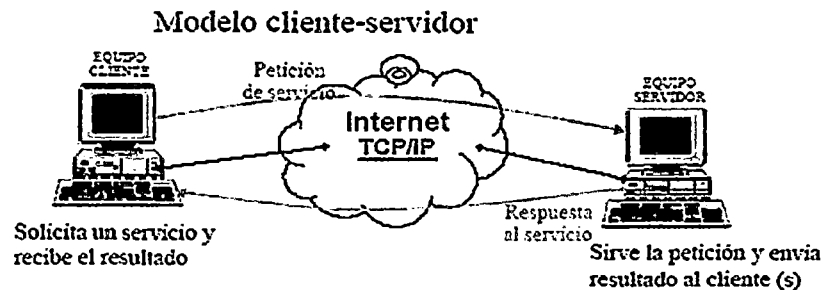 Modelo cliente-servidor
EQUIPO
CLIENTE
Petición
de servicio
EQUIPO
SERVIDOR
Internet
TCP/IP
Respuesta
al servicio
Solicita un servicio y
recibe el resultado
Sirve la petición y envia
resultado al cliente (s)